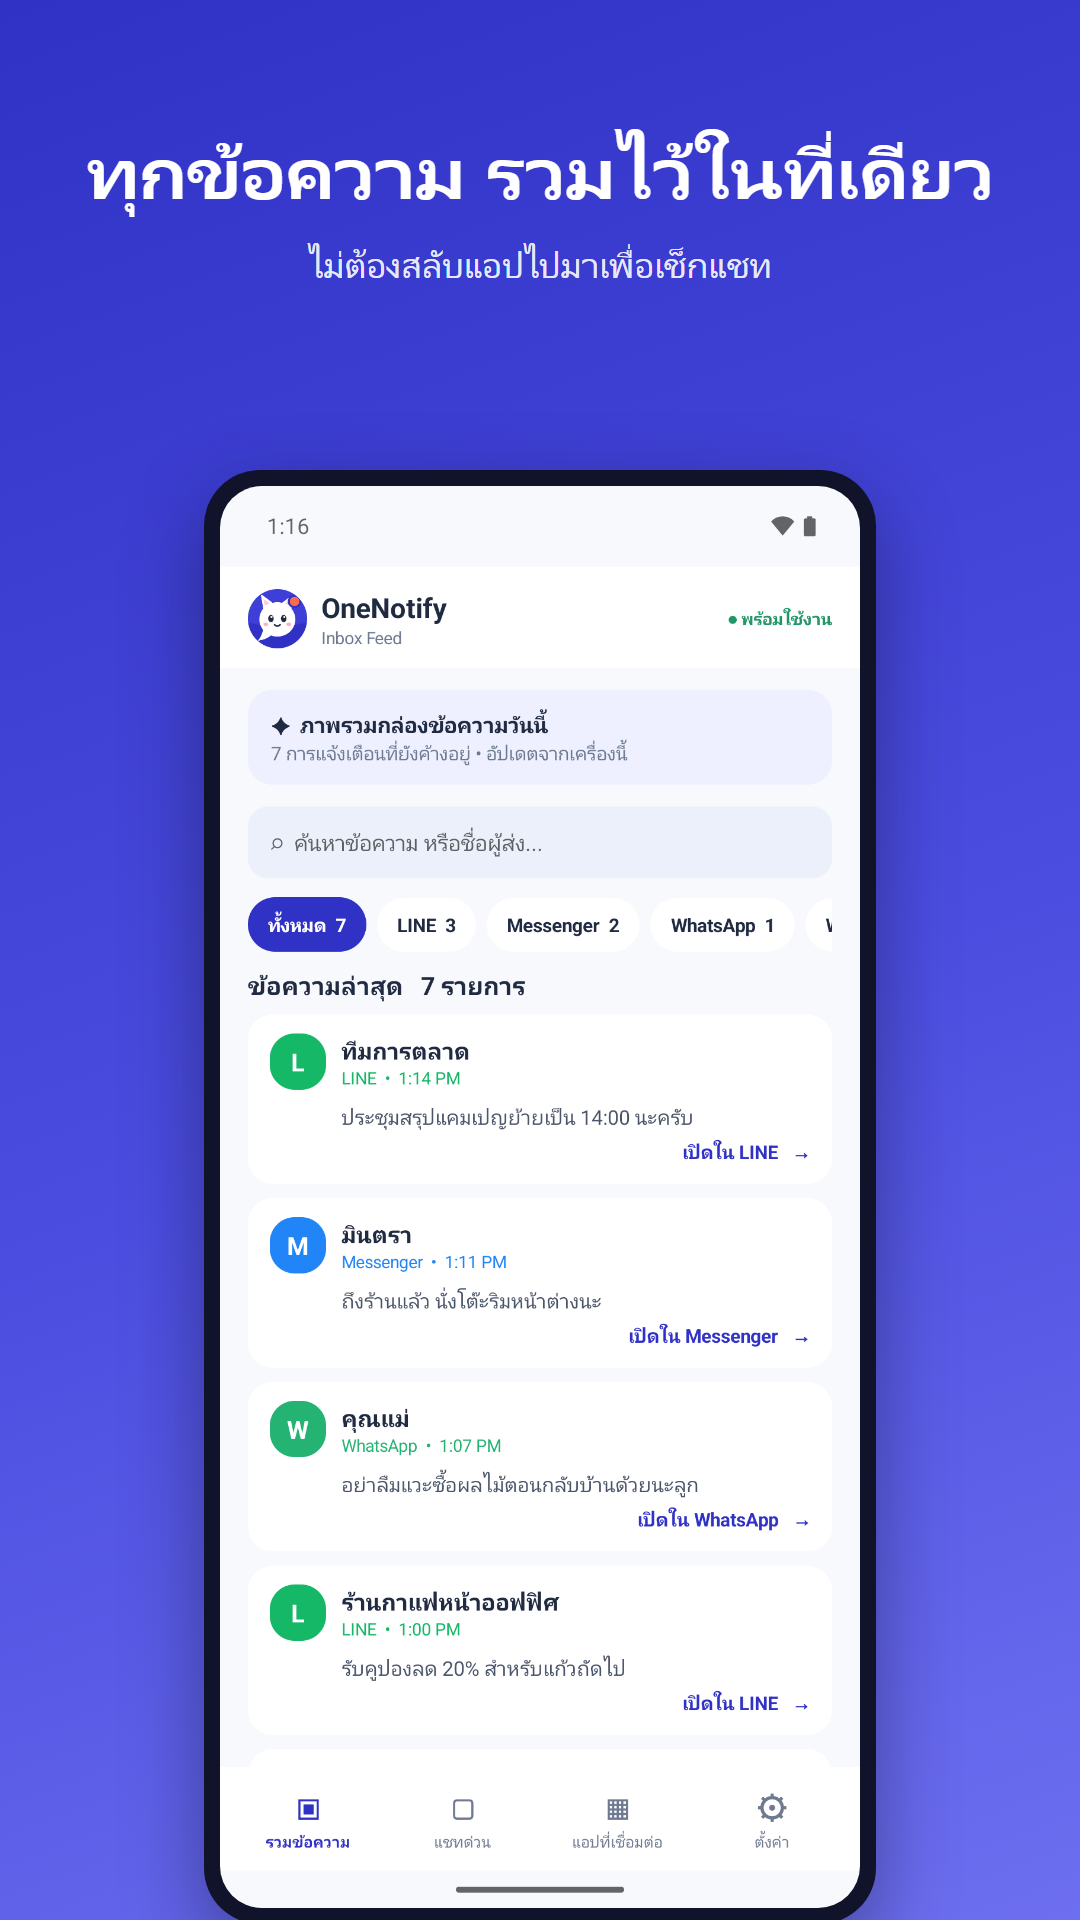 ทุกข้อความ รวมไว้ในที่เดียว
ไม่ต้องสลับแอปไปมาเพื่อเช็กแชท
1:16
OneNotify
Inbox Feed
พร้อมใช้งาน
ภาพรวมกล่องข้อความวันนี้
7 การแจ้งเตือนที่ยังค้างอยู่ • อัปเดตจากเครื่องนี้
ค้นหาข้อความ หรือชื่อผู้ส่ง...
ทั้งหมด 7 LINE 3 Messenger 2 WhatsApp 1
ข้อความล่าสุด 7 รายการ
L
ทีมการตลาด
LINE • 1:14 PM
ประชุมสรุปแคมเปญย้ายเป็น 14:00 นะครับ
เปิดใน LINE →
M
มินตรา
Messenger • 1:11 PM
ถึงร้านแล้ว นั่งโต๊ะริมหน้าต่างนะ
เปิดใน Messenger →
W
คุณแม่
WhatsApp • 1:07 PM
อย่าลืมแวะซื้อผลไม้ตอนกลับบ้านด้วยนะลูก
เปิดใน WhatsApp →
L
ร้านกาแฟหน้าออฟฟิศ
LINE • 1:00 PM
รับคูปองลด 20% สำหรับแก้วถัดไป
เปิดใน LINE →
รวมข้อความ แชทด่วน แอปที่เชื่อมต่อ ตั้งค่า